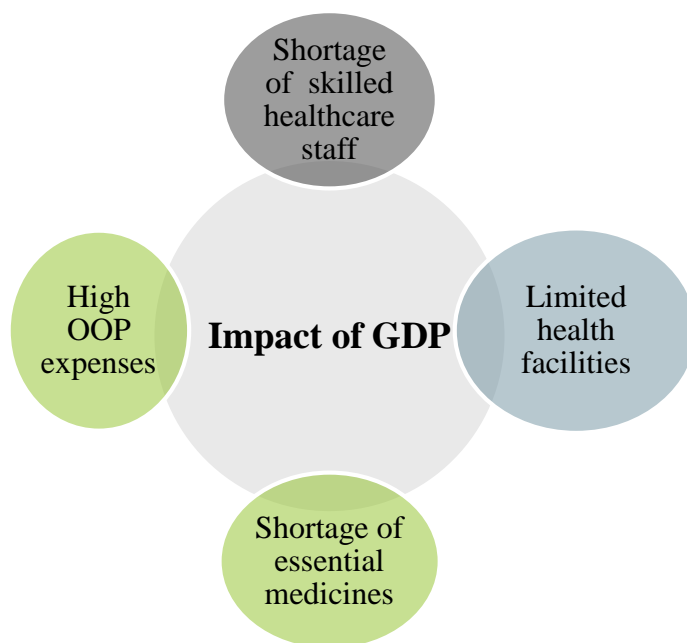 Shortage
of skilled
healthcare
staff
High
OOP
expenses
Impact of GDP
Limited
health
facilities
Shortage of
essential
medicines